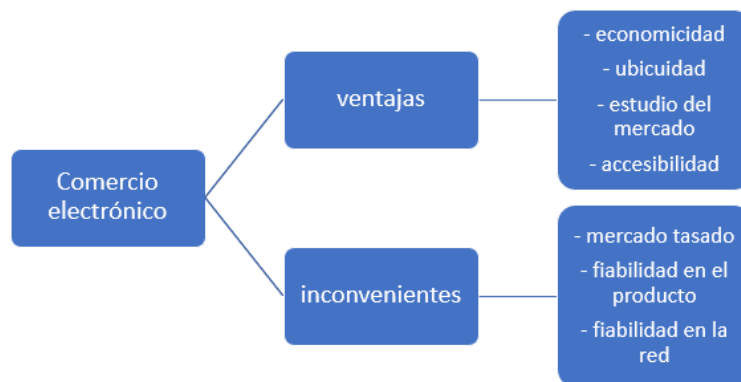 Comercio
electrónico
ventajas
- economicidad
- ubicuidad
- estudio del
mercado
- accesibilidad
inconvenientes
- mercado tasado
- fiabilidad en el
producto
- fiabilidad en la
red